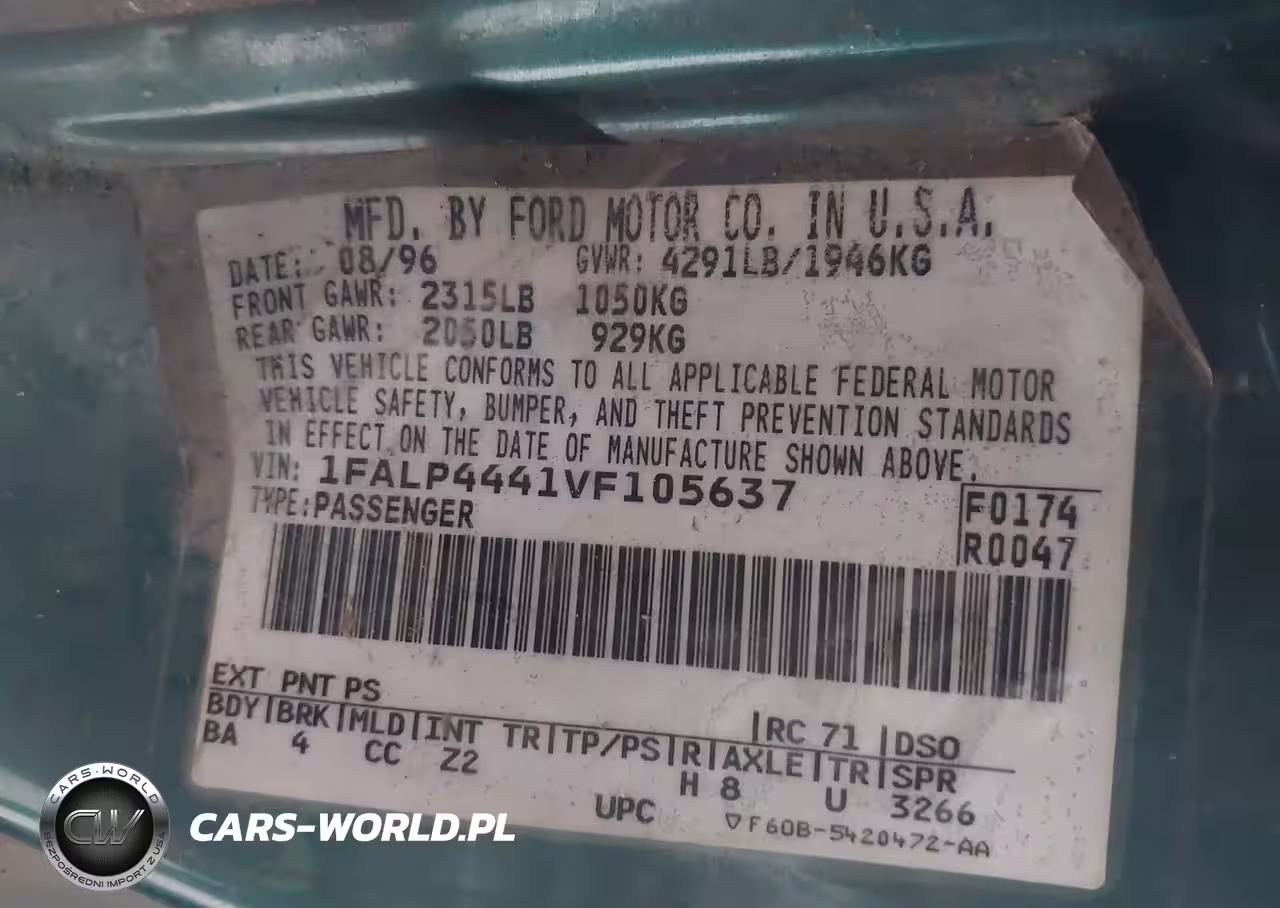 MFD. BY FORD MOTOR CO. IN U.S.A.
DATE: 08/96 GVWR: 4291LB/1946KG
FRONT GAWR: 2315LB 1050KG
REAR GAWR: 2050LB 929KG
THIS VEHICLE CONFORMS TO ALL APPLICABLE FEDERAL MOTOR
VEHICLE SAFETY, BUMPER, AND THEFT PREVENTION STANDARDS
IN EFFECT ON THE DATE OF MANUFACTURE SHOWN ABOVE.
VIN: 1FALP4441VF105637
TYPE: PASSENGER
F0174
R0047
EXT PNT PS
RC 71 |DSO
BDY|BRK|MLD|INT TR|TP/PS|R|AXLE|TR|SPR
BA 4 CC Z2 H 8 U 3266
UPC ▽F60B-5420472-AA
CARS-WORLD
CW
BEZPOŚREDNI IMPORT Z USA
CARS-WORLD.PL